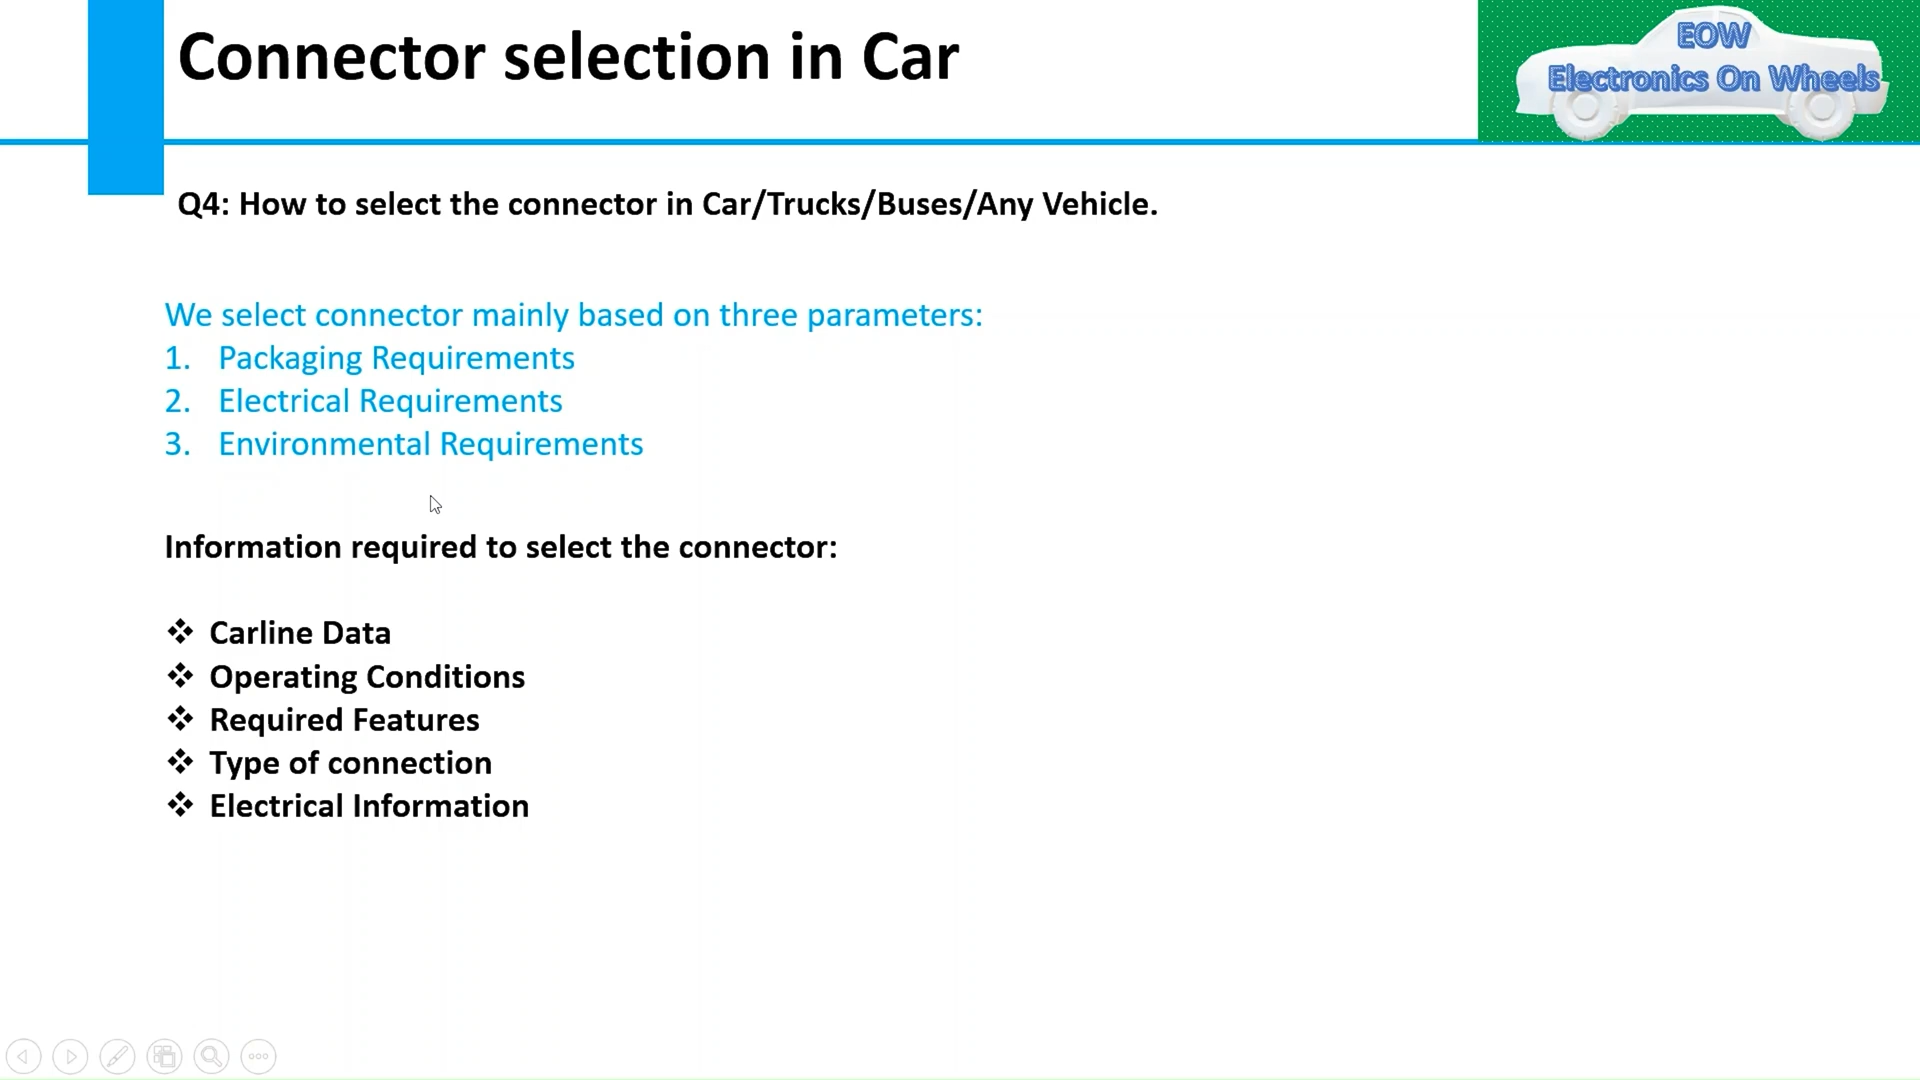 Connector selection in Car
EOW
Electronics On Wheels
Q4: How to select the connector in Car/Trucks/Buses/Any Vehicle.
We select connector mainly based on three parameters:
1. Packaging Requirements
2. Electrical Requirements
3. Environmental Requirements
Information required to select the connector:
❖ Carline Data
❖ Operating Conditions
❖ Required Features
❖ Type of connection
❖ Electrical Information